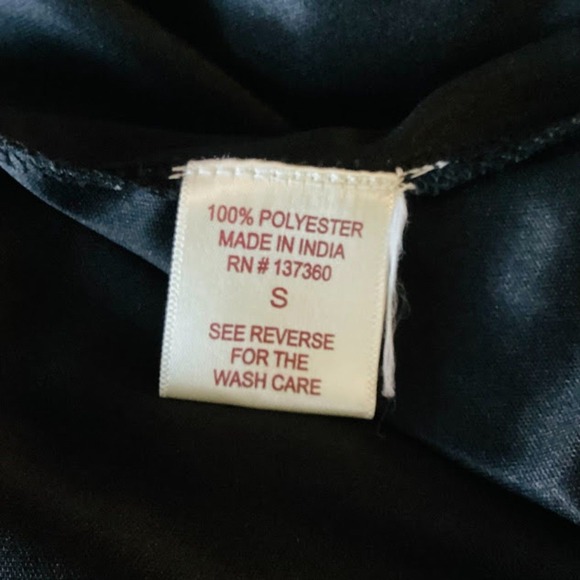 100% POLYESTER
MADE IN INDIA
RN # 137360
S
SEE REVERSE
FOR THE
WASH CARE